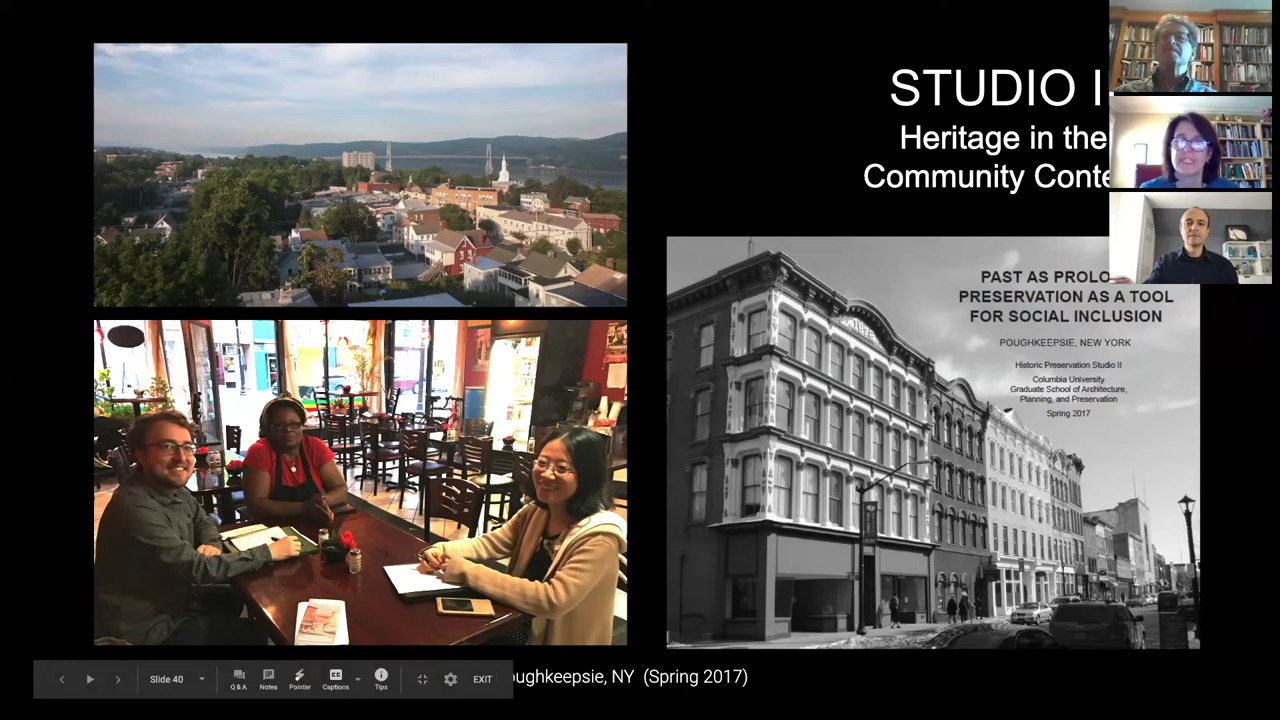 STUDIO I
Heritage in the
Community Conte
1878
PAST AS PROLO
PRESERVATION AS A TOOL
FOR SOCIAL INCLUSION
POUGHKEEPSIE, NEW YORK
Historic Preservation Studio II
Columbia University
Graduate School of Architecture,
Planning, and Preservation
Spring 2017
oughkeepsie, NY (Spring 2017)
Slide 40
Q & A
Notes
Pointer
Captions
Tips
EXIT